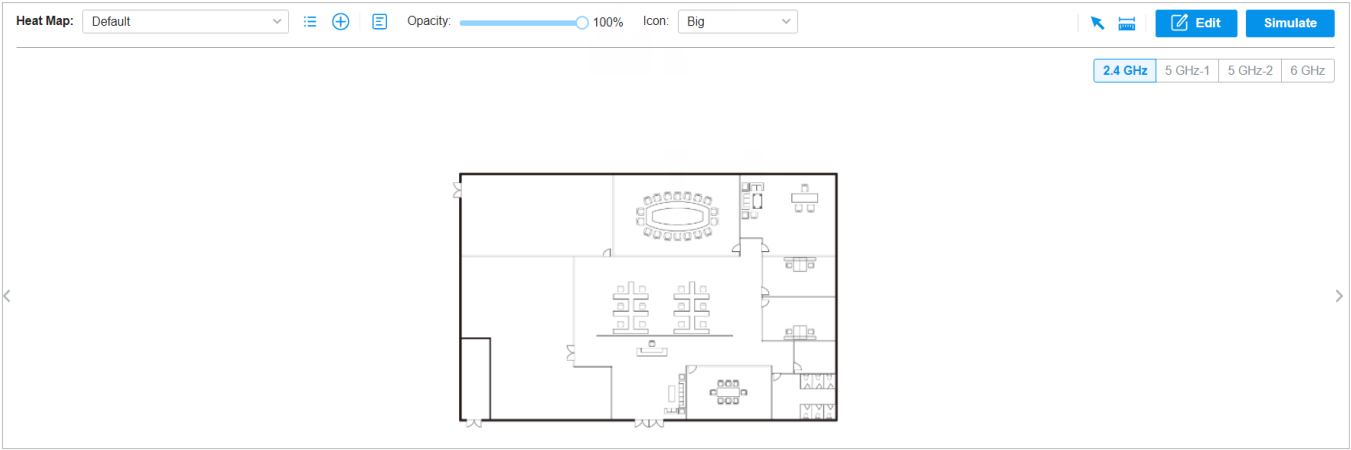 Heat Map: Default Opacity: 100% Icon: Big Edit Simulate
2.4 GHz 5 GHz-1 5 GHz-2 6 GHz